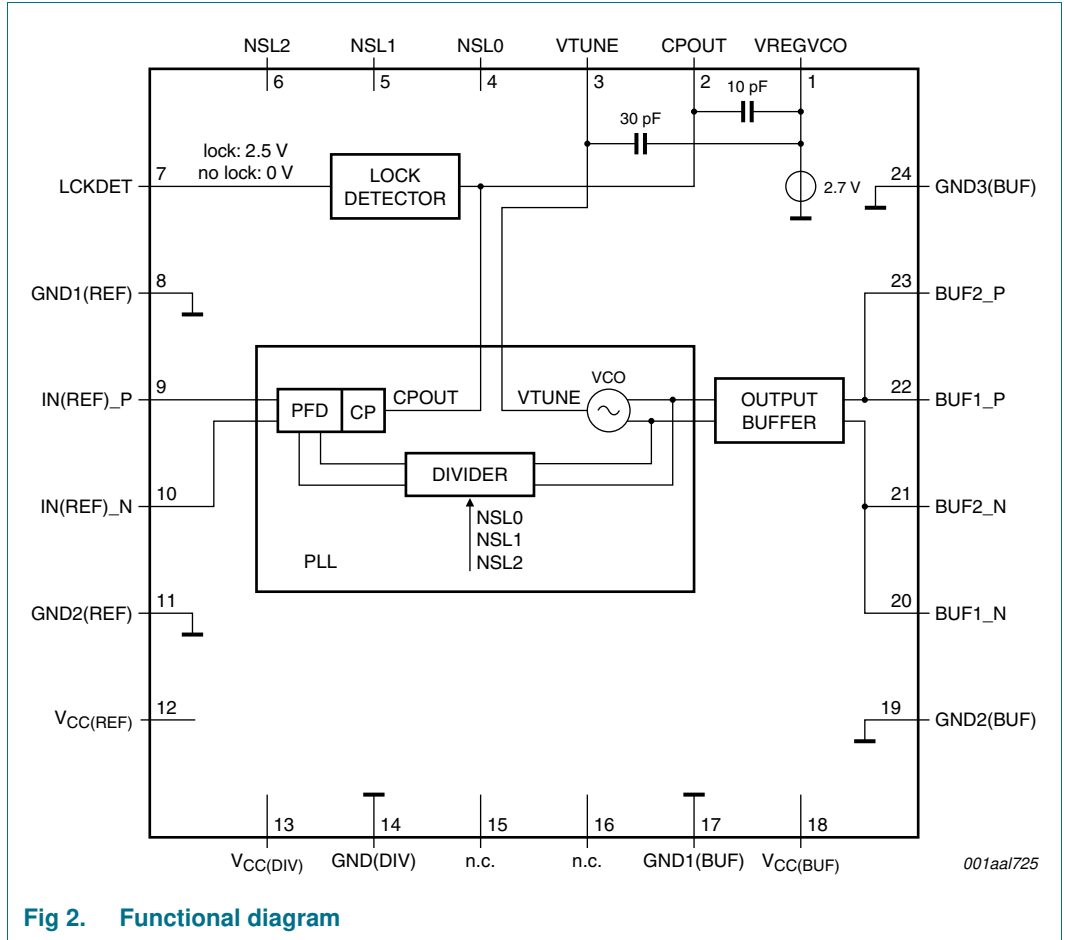 NSL2 NSL1 NSL0 VTUNE CPOUT VREGVCO
6 5 4 3 2 1
10 pF
30 pF
lock: 2.5 V
no lock: 0 V
7
LCKDET
LOCK
DETECTOR
2.7 V
24
GND3(BUF)
8
GND1(REF)
23
BUF2_P
9
IN(REF)_P
PFD CP
CPOUT
VTUNE
VCO
OUTPUT
BUFFER
22
BUF1_P
DIVIDER
10
IN(REF)_N
NSL0
NSL1
NSL2
PLL
21
BUF2_N
11
GND2(REF)
20
BUF1_N
12
VCC(REF)
19
GND2(BUF)
13 14 15 16 17 18
VCC(DIV) GND(DIV) n.c. n.c. GND1(BUF) VCC(BUF)
001aal725
Fig 2. Functional diagram